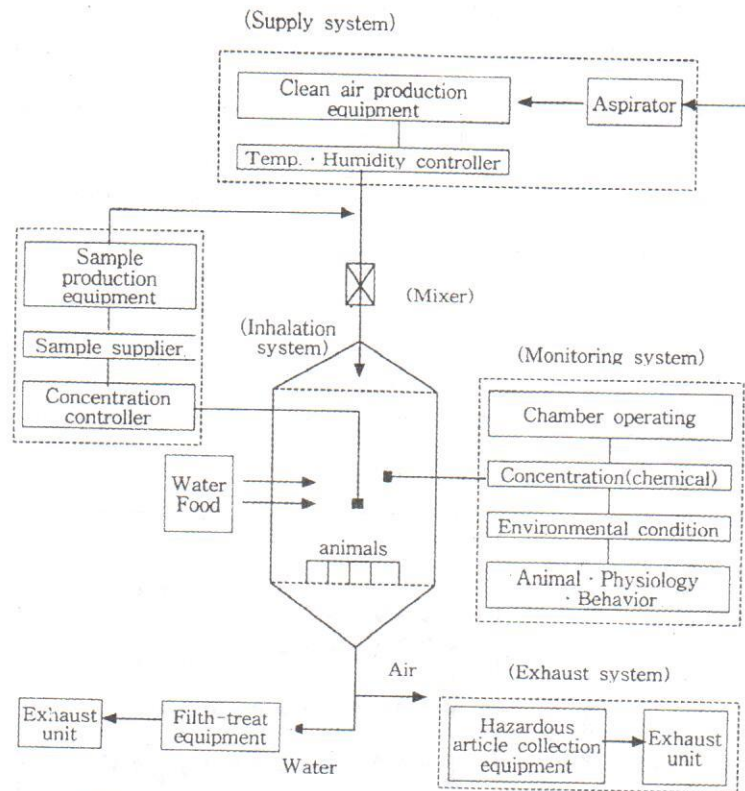 (Supply system)
Clean air production
equipment
Aspirator
Temp. · Humidity controller
Sample
production
equipment
(Mixer)
Sample supplier
(Inhalation
system)
(Monitoring system)
Concentration
controller
Chamber operating
Water
Food
Concentration(chemical)
Environmental condition
animals
Animal · Physiology
· Behavior
Air
(Exhaust system)
Exhaust
unit
Filth-treat
equipment
Water
Hazardous
article collection
equipment
Exhaust
unit